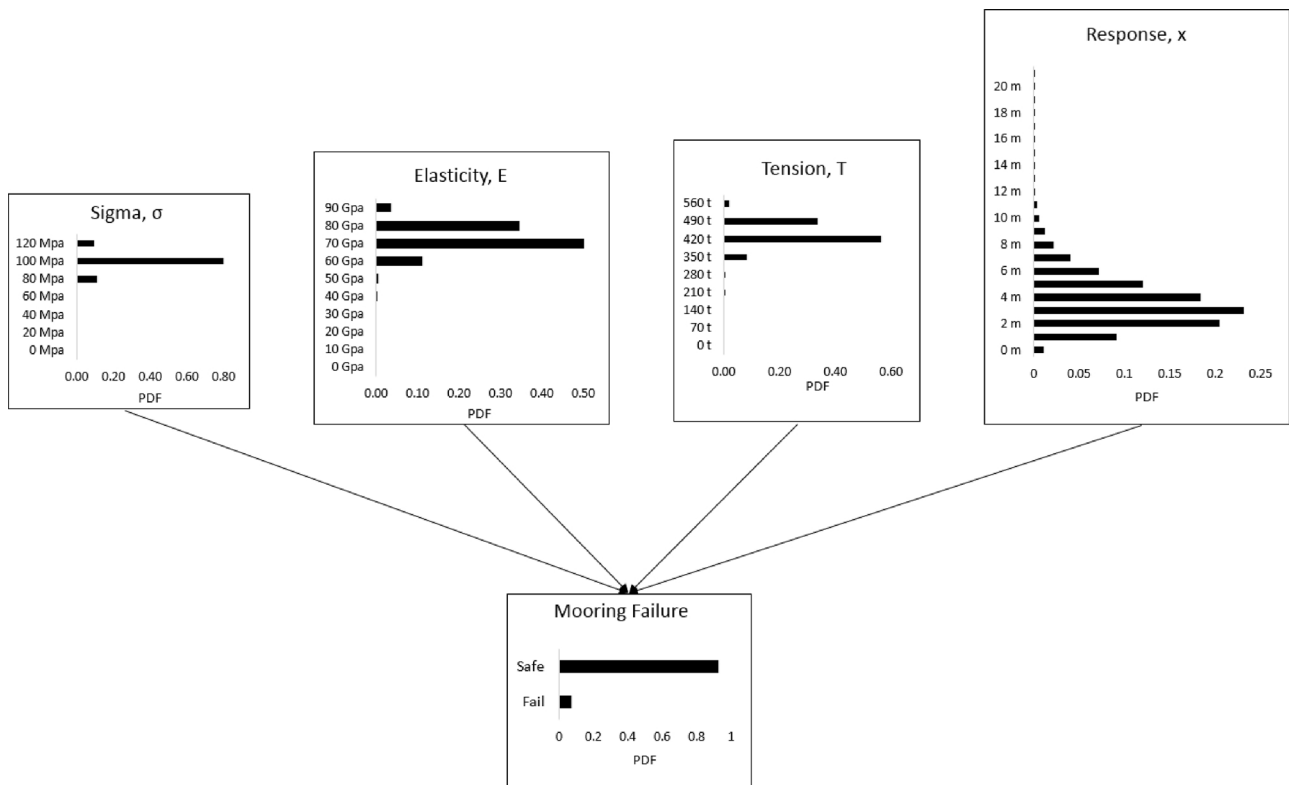 Response, x
20 m
18 m
16 m
14 m
12 m
10 m
8 m
6 m
4 m
2 m
0 m
0 0.05 0.1 0.15 0.2 0.25
PDF
Tension, T
560 t
490 t
420 t
350 t
280 t
210 t
140 t
70 t
0 t
0.00 0.20 0.40 0.60
PDF
Elasticity, E
90 Gpa
80 Gpa
70 Gpa
60 Gpa
50 Gpa
40 Gpa
30 Gpa
20 Gpa
10 Gpa
0 Gpa
0.00 0.10 0.20 0.30 0.40 0.50
PDF
Sigma, σ
120 Mpa
100 Mpa
80 Mpa
60 Mpa
40 Mpa
20 Mpa
0 Mpa
0.00 0.20 0.40 0.60 0.80
PDF
Mooring Failure
Safe
Fail
0 0.2 0.4 0.6 0.8 1
PDF